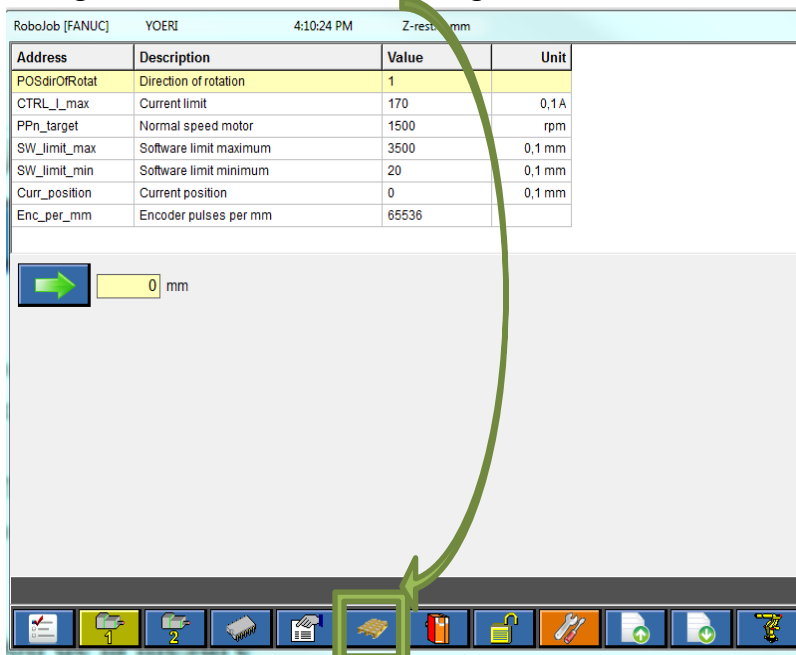 RoboJob [FANUC] YOERI 4:10:24 PM Z-rest: mm
Address Description Value Unit
POSdirOfRotat Direction of rotation 1
CTRL_I_max Current limit 170 0,1 A
PPn_target Normal speed motor 1500 rpm
SW_limit_max Software limit maximum 3500 0,1 mm
SW_limit_min Software limit minimum 20 0,1 mm
Curr_position Current position 0 0,1 mm
Enc_per_mm Encoder pulses per mm 65536
0 mm
1 2